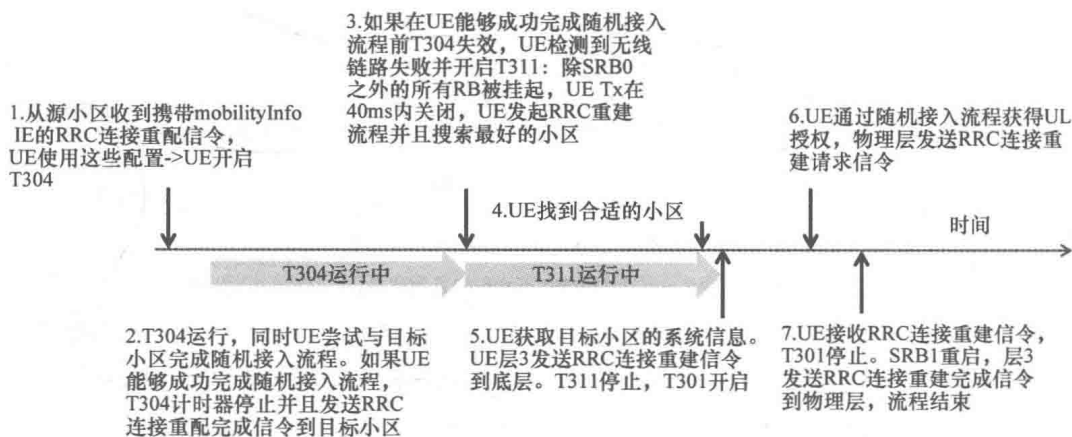 1.从源小区收到携带mobilityInfo
IE的RRC连接重配信令，
UE使用这些配置->UE开启
T304
3.如果在UE能够成功完成随机接入
流程前T304失效，UE检测到无线
链路失败并开启T311：除SRB0
之外的所有RB被挂起，UE Tx在
40ms内关闭，UE发起RRC重建
流程并且搜索最好的小区
4.UE找到合适的小区
6.UE通过随机接入流程获得UL
授权，物理层发送RRC连接重
建请求信令
时间
T304运行中
T311运行中
2.T304运行，同时UE尝试与目标
小区完成随机接入流程。如果UE
能够成功完成随机接入流程，
T304计时器停止并且发送RRC
连接重配完成信令到目标小区
5.UE获取目标小区的系统信息。
UE层3发送RRC连接重建信令
到底层。T311停止，T301开启
7.UE接收RRC连接重建信令，
T301停止。SRB1重启，层3
发送RRC连接重建完成信令
到物理层，流程结束